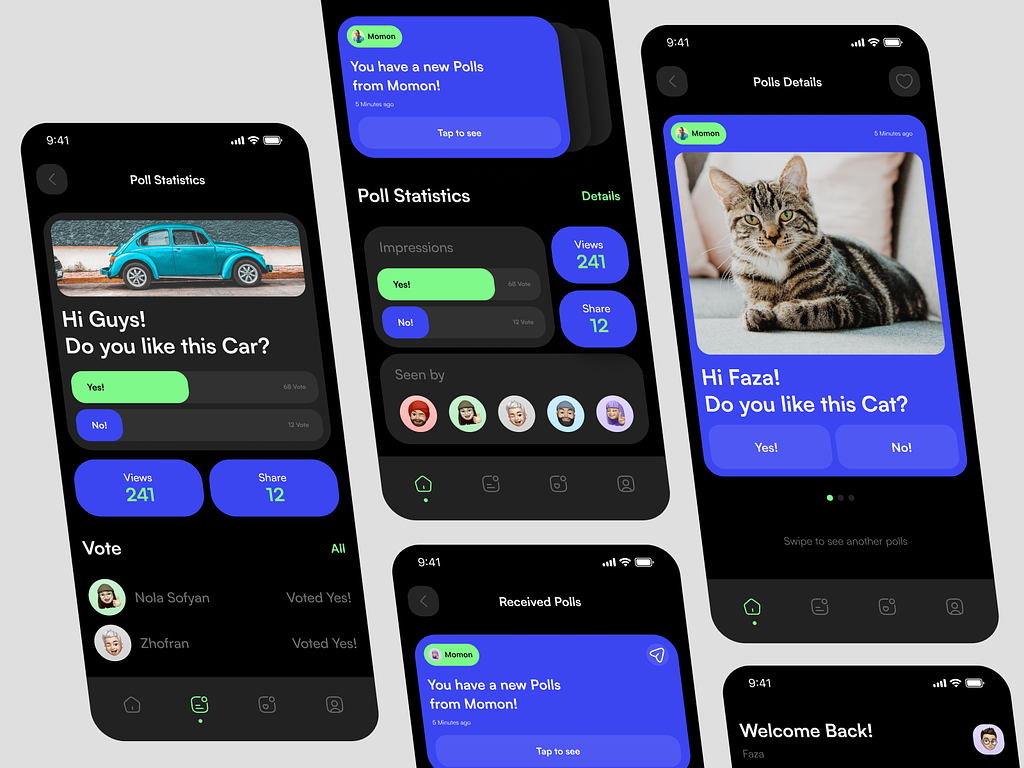 9:41
Poll Statistics
Hi Guys!
Do you like this Car?
Yes!
68 Vote
No!
12 Vote
Views
241
Share
12
Vote
All
Nola Sofyan
Voted Yes!
Zhofran
Voted Yes!
Momon
You have a new Polls
from Momon!
5 Minutes ago
Tap to see
Poll Statistics
Details
Impressions
Yes!
68 Vote
No!
12 Vote
Views
241
Share
12
Seen by
9:41
Received Polls
Momon
You have a new Polls
from Momon!
5 Minutes ago
Tap to see
9:41
Polls Details
Momon
5 Minutes ago
Hi Faza!
Do you like this Cat?
Yes!
No!
Swipe to see another polls
9:41
Welcome Back!
Faza